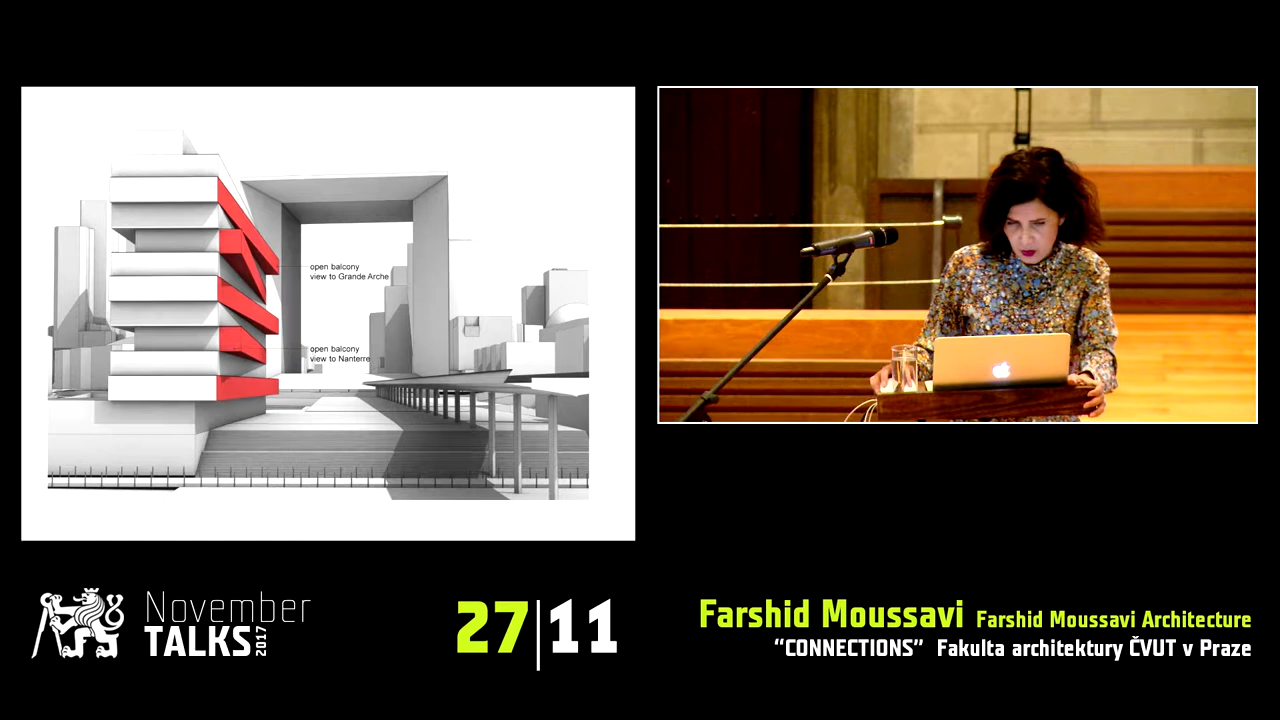 open balcony
view to Grande Arche
open balcony
view to Nanterre
November
TALKS 2017
27|11
Farshid Moussavi Farshid Moussavi Architecture
“CONNECTIONS” Fakulta architektury ČVUT v Praze